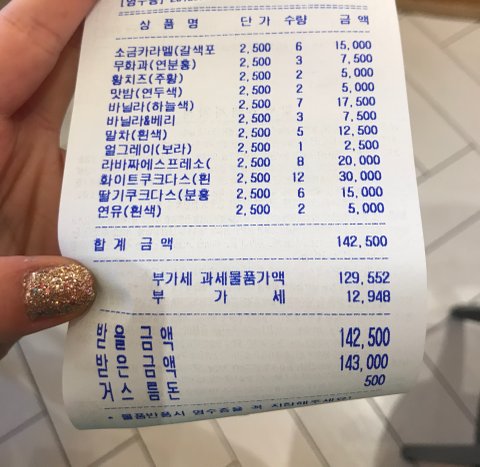 상 품 명 단 가 수량 금 액
소금카라멜(갈색포 2,500 6 15,000
무화과(연분홍) 2,500 3 7,500
황치즈(주황) 2,500 2 5,000
맛밤(연두색) 2,500 2 5,000
바닐라(하늘색) 2,500 7 17,500
바닐라&베리 2,500 3 7,500
말차(흰색) 2,500 5 12,500
얼그레이(보라) 2,500 1 2,500
라바짜에스프레소( 2,500 8 20,000
화이트쿠크다스(흰 2,500 12 30,000
딸기쿠크다스(분홍 2,500 6 15,000
연유(흰색) 2,500 2 5,000
합 계 금 액 142,500
부가세 과세물품가액 129,552
부 가 세 12,948
받을금액 142,500
받은금액 143,000
거스름돈 500